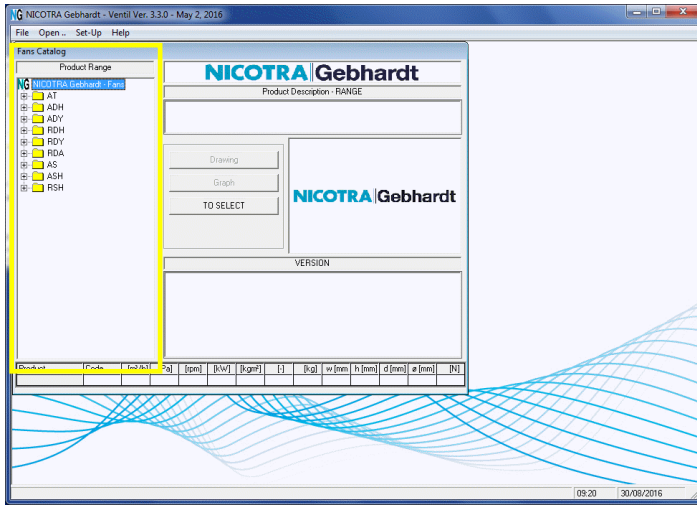 NICOTRA Gebhardt - Ventil Ver. 3.3.0 - May 2, 2016
File Open .. Set-Up Help
Fans Catalog
Product Range
NICOTRA Gebhardt - Fans
AT
ADH
ADY
RDH
RDY
RDA
AS
ASH
RSH
NICOTRA Gebhardt
Product Description - RANGE
Drawing
Graph
TO SELECT
NICOTRA Gebhardt
VERSION
Product Code [m³/h] Pa] [rpm] [kW] [kgm²] [-] [kg] w [mm h [mm] d [mm] ø [mm] [N]
09:20 30/08/2016